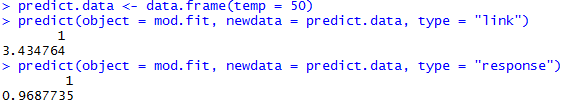 > predict.data <- data.frame(temp = 50)
> predict(object = mod.fit, newdata = predict.data, type = "link")
1
3.434764
> predict(object = mod.fit, newdata = predict.data, type = "response")
1
0.9687735